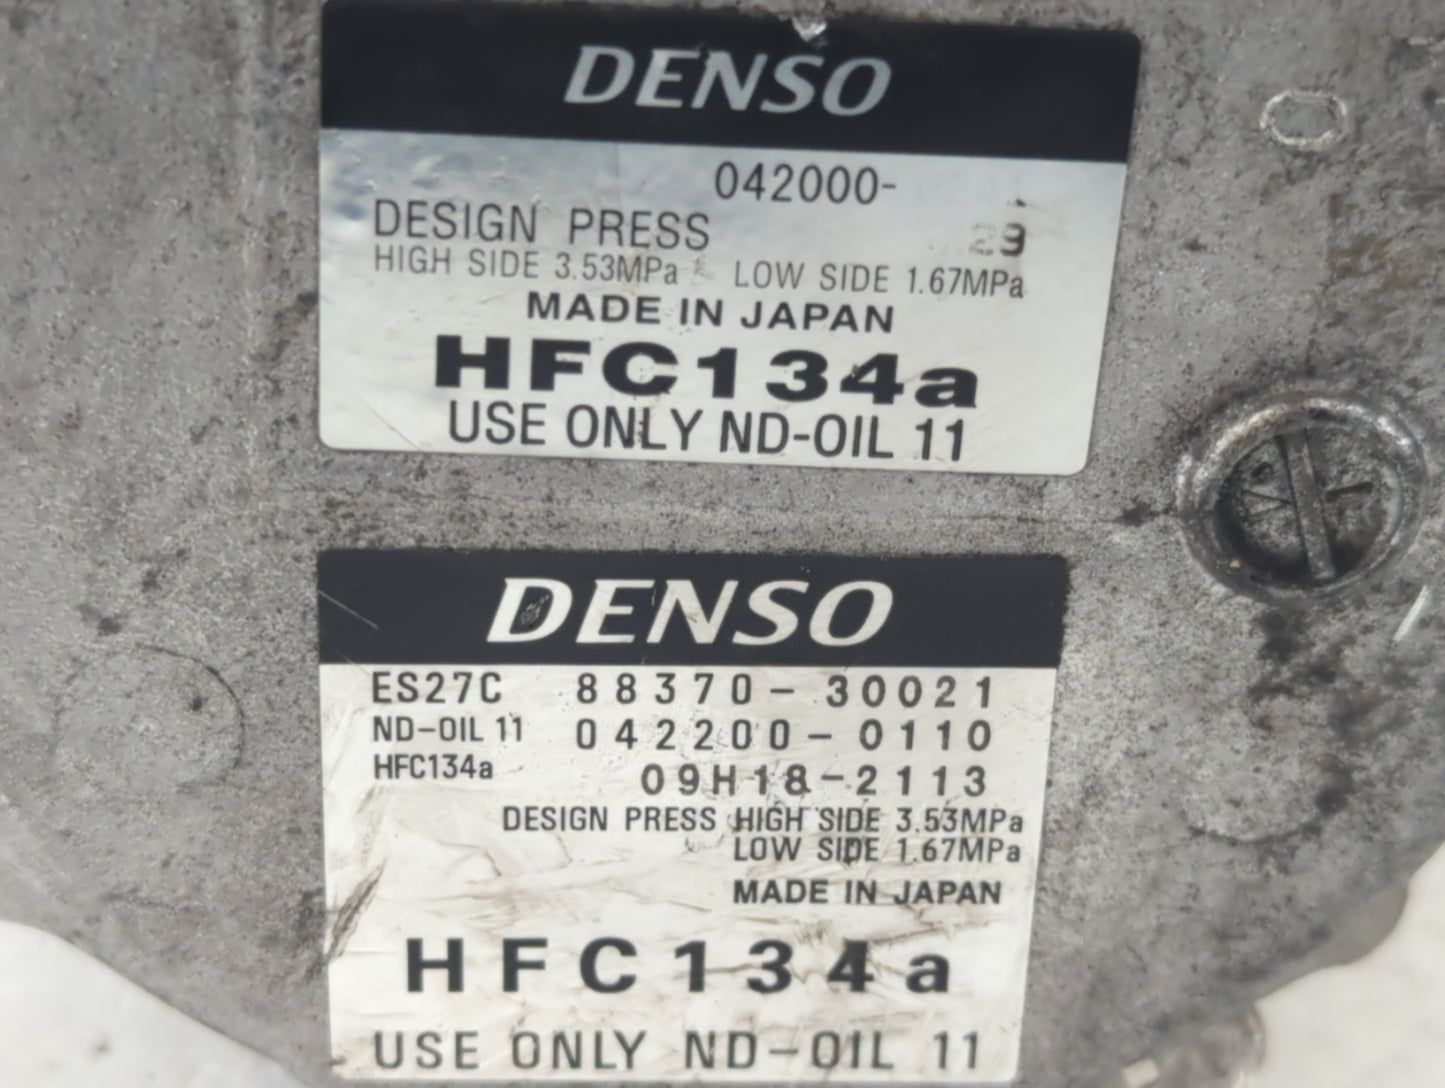 DENSO
042000-
DESIGN PRESS
HIGH SIDE 3.53MPa LOW SIDE 1.67MPa
MADE IN JAPAN
HFC134a
USE ONLY ND-OIL 11
DENSO
ES27C 88370-30021
ND-OIL 11 042200-0110
HFC134a 09H18-2113
DESIGN PRESS HIGH SIDE 3.53MPa
LOW SIDE 1.67MPa
MADE IN JAPAN
HFC134a
USE ONLY ND-OIL 11